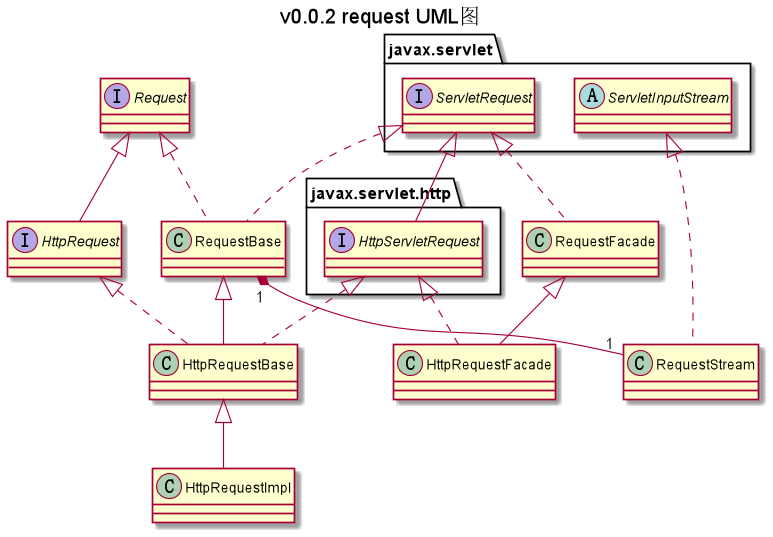 v0.0.2 request UML图
javax.servlet
I Request
I ServletRequest
A ServletInputStream
javax.servlet.http
I HttpRequest
C RequestBase
I HttpServletRequest
C RequestFacade
1
1
C HttpRequestBase
C HttpRequestFacade
C RequestStream
C HttpRequestImpl